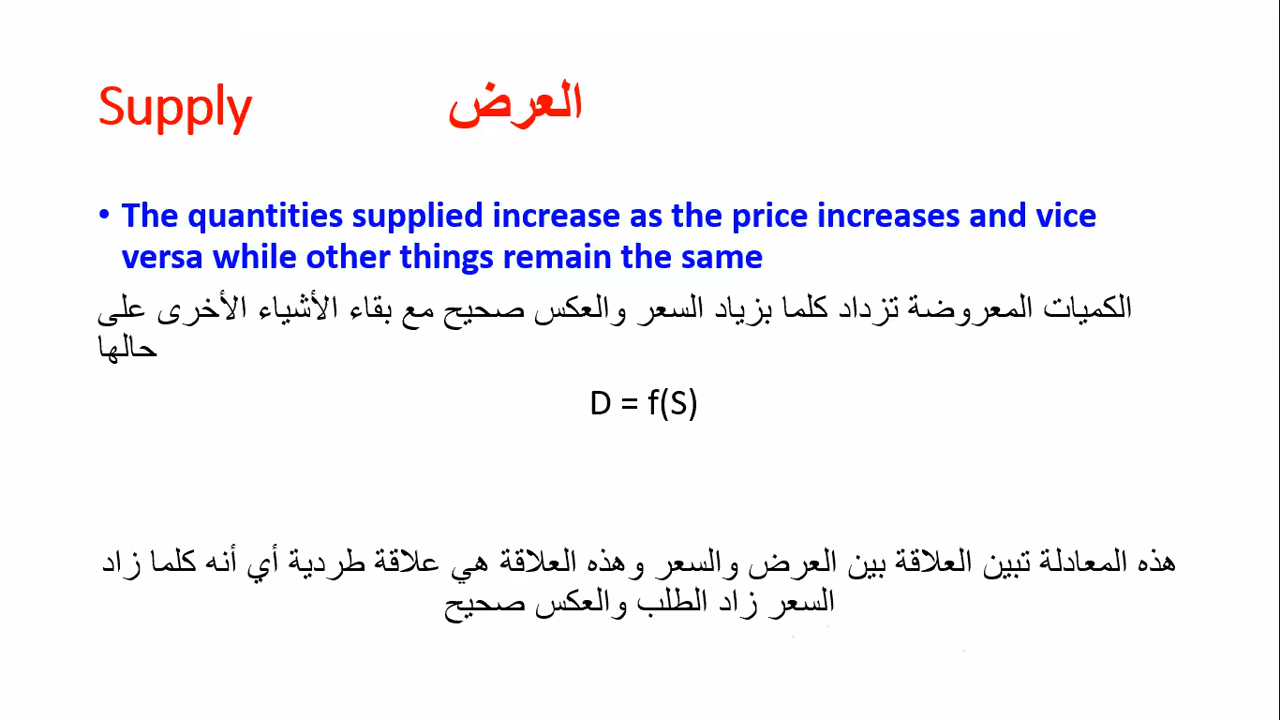 Supply العرض
• The quantities supplied increase as the price increases and vice
versa while other things remain the same
الكميات المعروضة تزداد كلما بزياد السعر والعكس صحيح مع بقاء الأشياء الأخرى على
حالها
D = f(S)
هذه المعادلة تبين العلاقة بين العرض والسعر وهذه العلاقة هي علاقة طردية أي أنه كلما زاد
السعر زاد الطلب والعكس صحيح